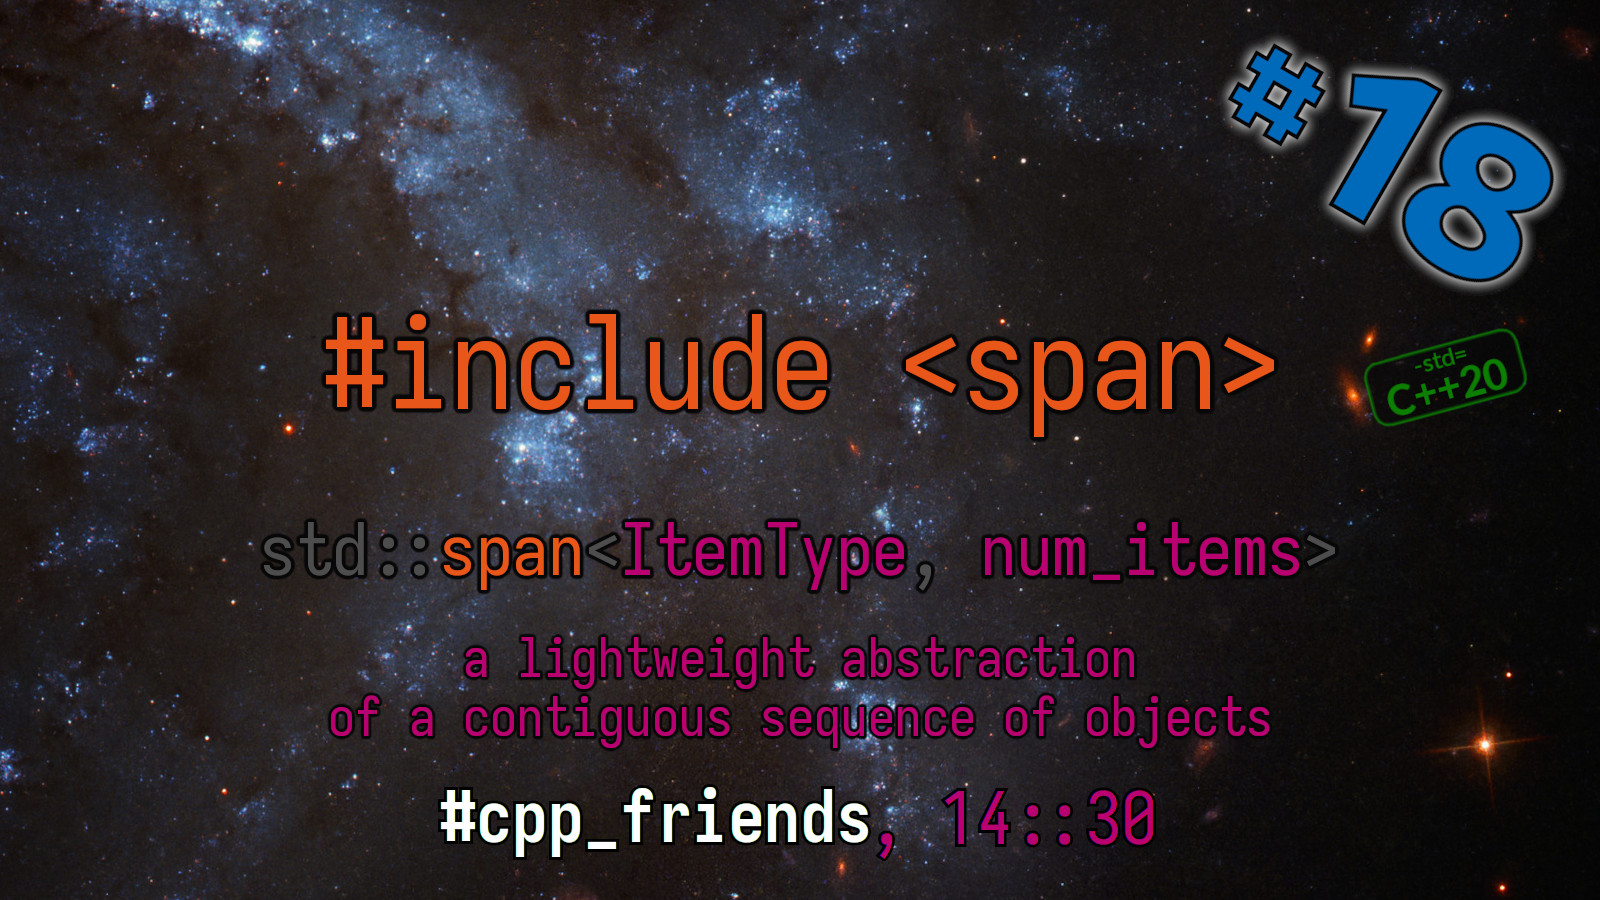 #18
#include <span>
-std=
C++20
std::span<ItemType, num_items>
a lightweight abstraction
of a contiguous sequence of objects
#cpp_friends, 14::30